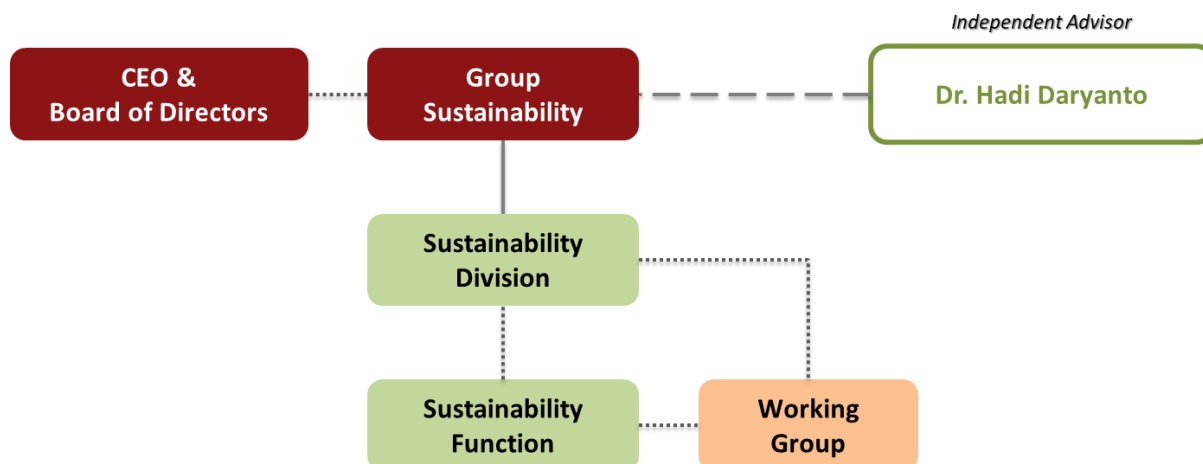 Independent Advisor
CEO &
Board of Directors
Group
Sustainability
Dr. Hadi Daryanto
Sustainability
Division
Sustainability
Function
Working
Group